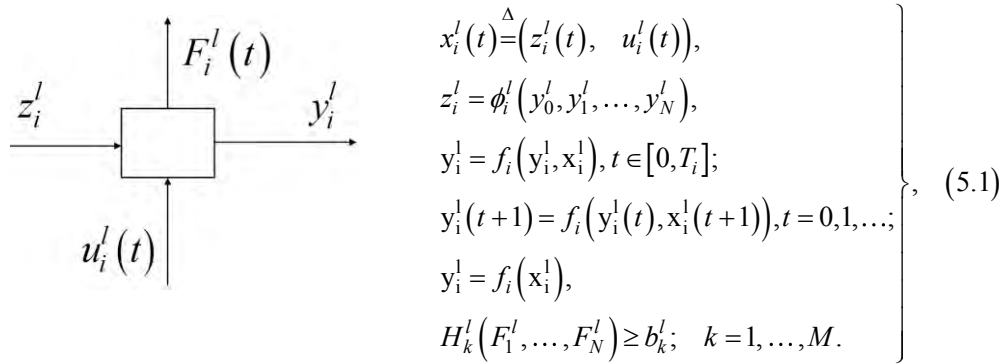 F_i^l (t)
z_i^l
y_i^l
u_i^l (t)
x_i^l (t) ≜ (z_i^l (t), u_i^l (t)),
z_i^l = ϕ_i^l (y_0^l, y_1^l, …, y_N^l),
y_i^l = f_i (y_i^l, x_i^l), t ∈ [0, T_i];
y_i^l (t+1) = f_i (y_i^l (t), x_i^l (t+1)), t = 0,1,…;
y_i^l = f_i (x_i^l),
H_k^l (F_1^l, …, F_N^l) ≥ b_k^l; k = 1, …, M.
}, (5.1)